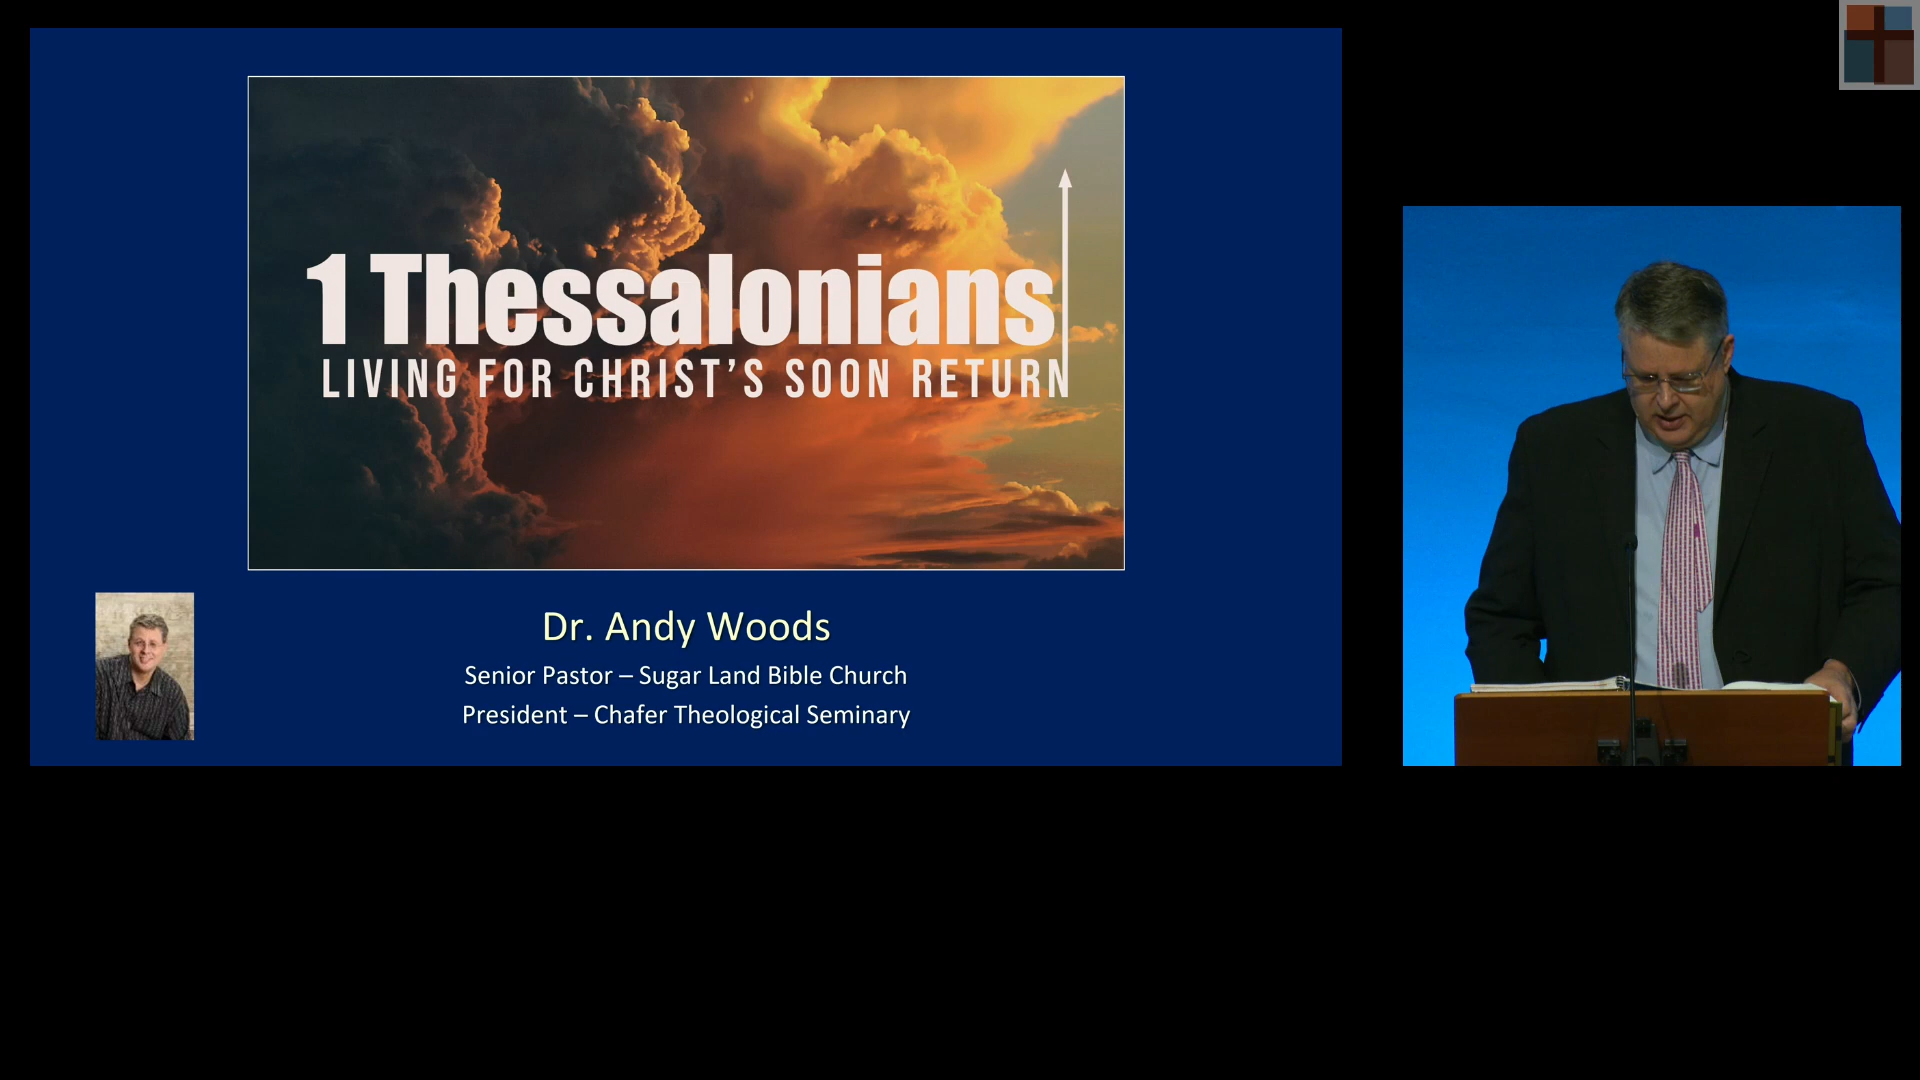 1 Thessalonians
LIVING FOR CHRIST'S SOON RETURN
Dr. Andy Woods
Senior Pastor – Sugar Land Bible Church
President – Chafer Theological Seminary